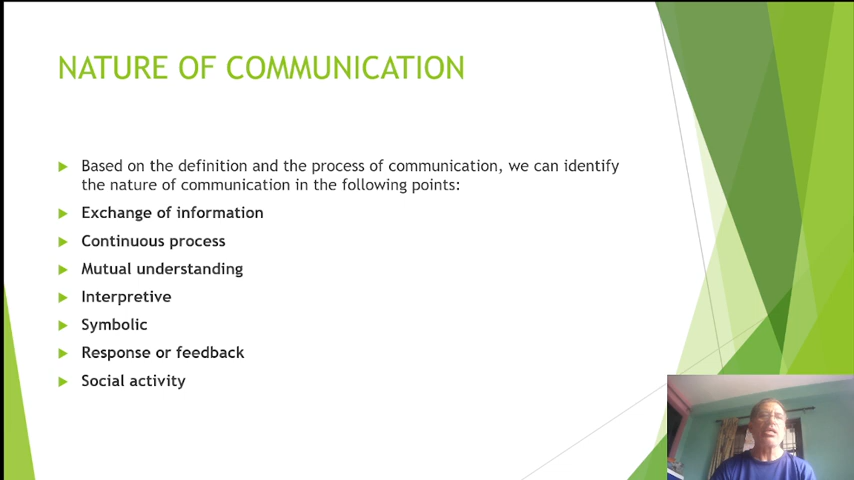 NATURE OF COMMUNICATION
Based on the definition and the process of communication, we can identify
the nature of communication in the following points:
Exchange of information
Continuous process
Mutual understanding
Interpretive
Symbolic
Response or feedback
Social activity